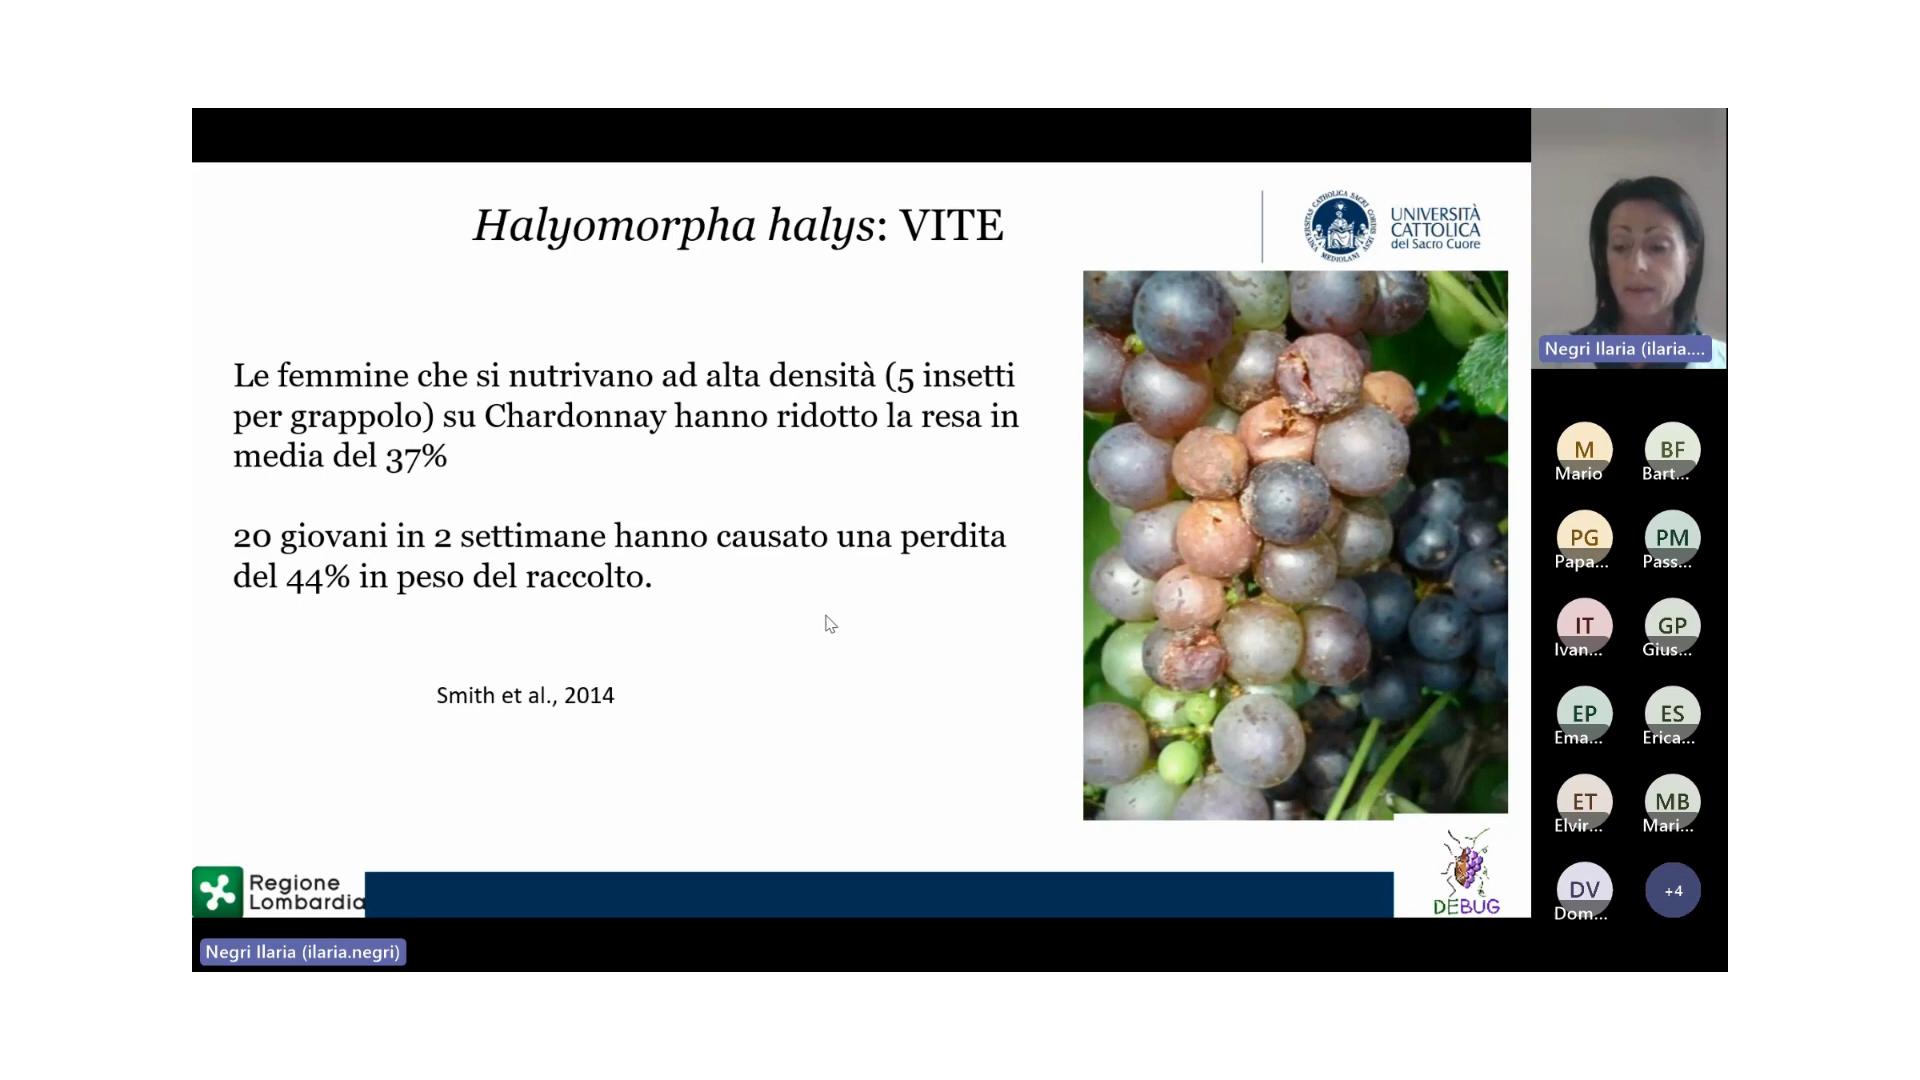 Halyomorpha halys: VITE
UNIVERSITÀ
CATTOLICA
del Sacro Cuore
Le femmine che si nutrivano ad alta densità (5 insetti
per grappolo) su Chardonnay hanno ridotto la resa in
media del 37%
20 giovani in 2 settimane hanno causato una perdita
del 44% in peso del raccolto.
Smith et al., 2014
Regione
Lombardia
DEBUG
Negri Ilaria (ilaria.negri)
Negri Ilaria (ilaria....
M
Mario
BF
Bart...
PG
Papa...
PM
Pass...
IT
Ivan...
GP
Gius...
EP
Ema...
ES
Erica...
ET
Elvir...
MB
Mari...
DV
Dom...
+4